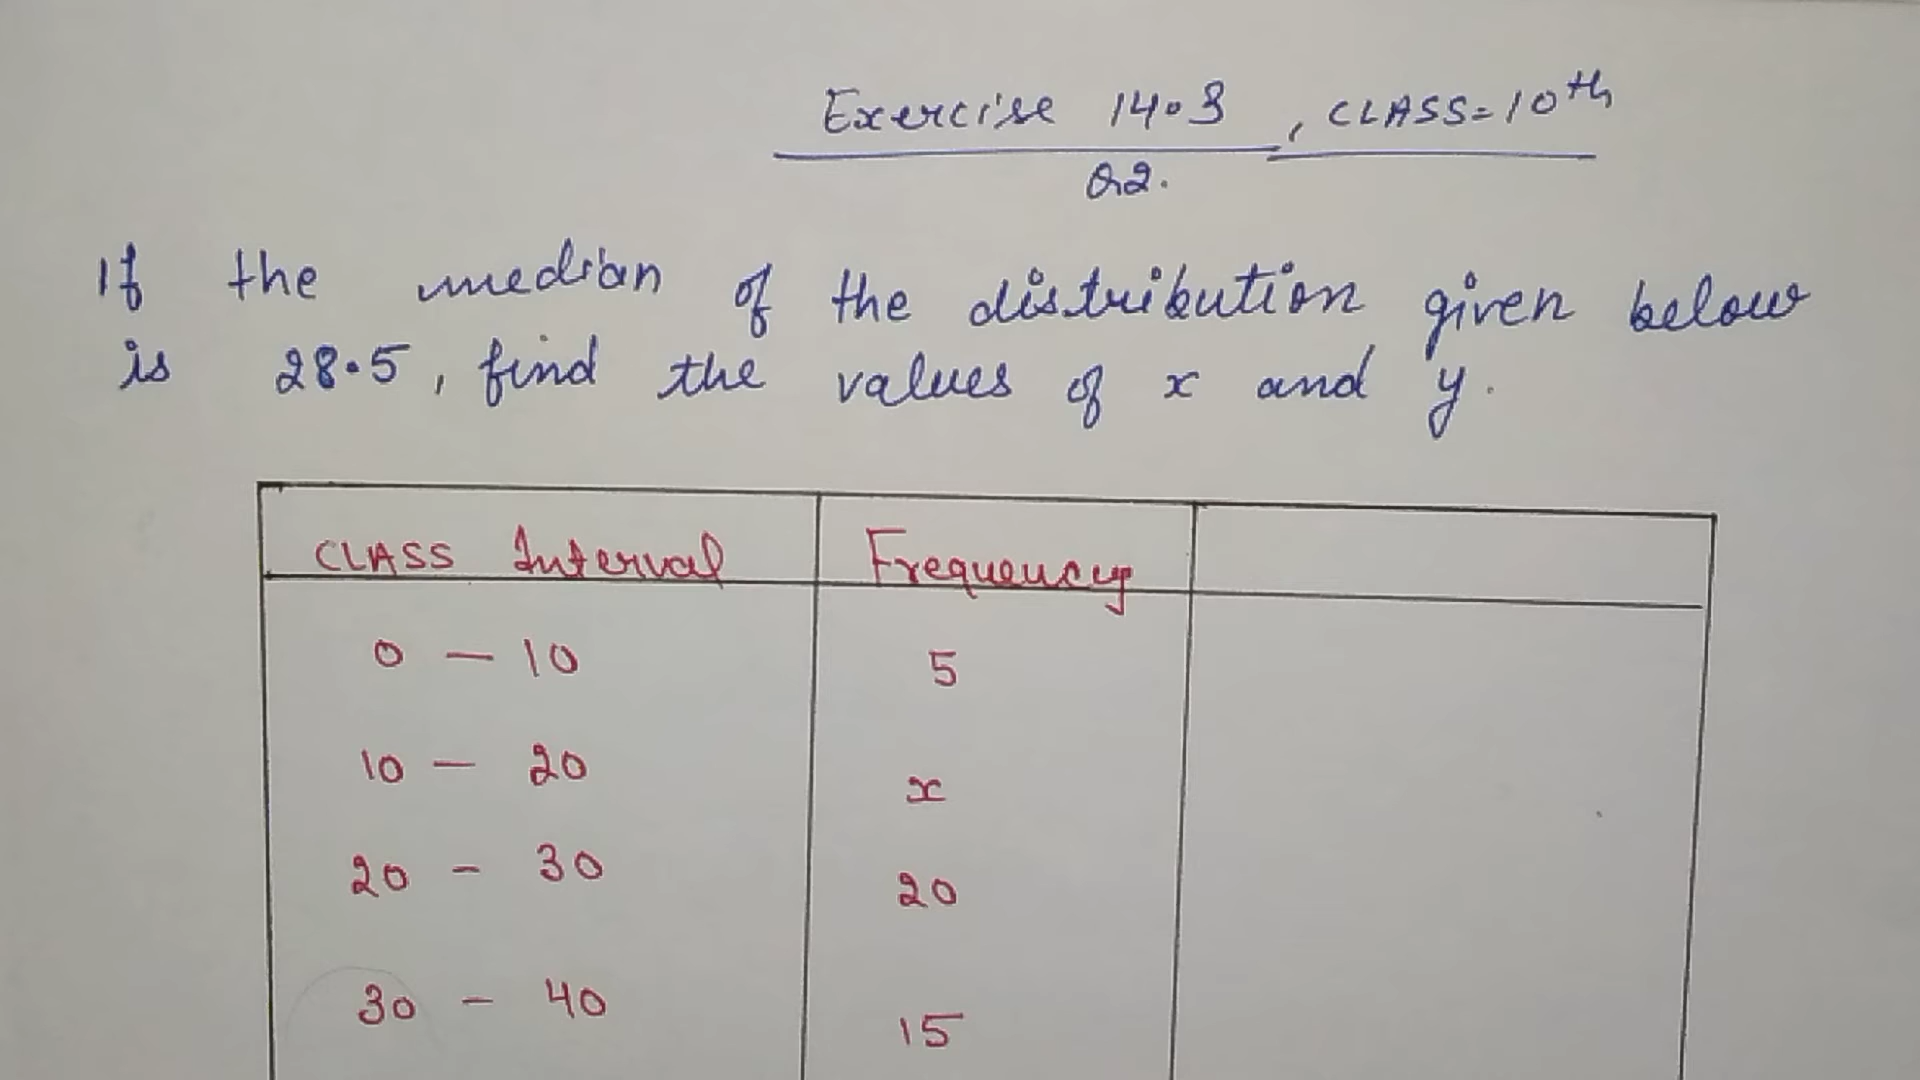 Exercise 14.3, CLASS=10th
Q2.
If the median of the distribution given below
is 28.5, find the values of x and y.
CLASS Interval Frequency
0 - 10 5
10 - 20 x
20 - 30 20
30 - 40 15